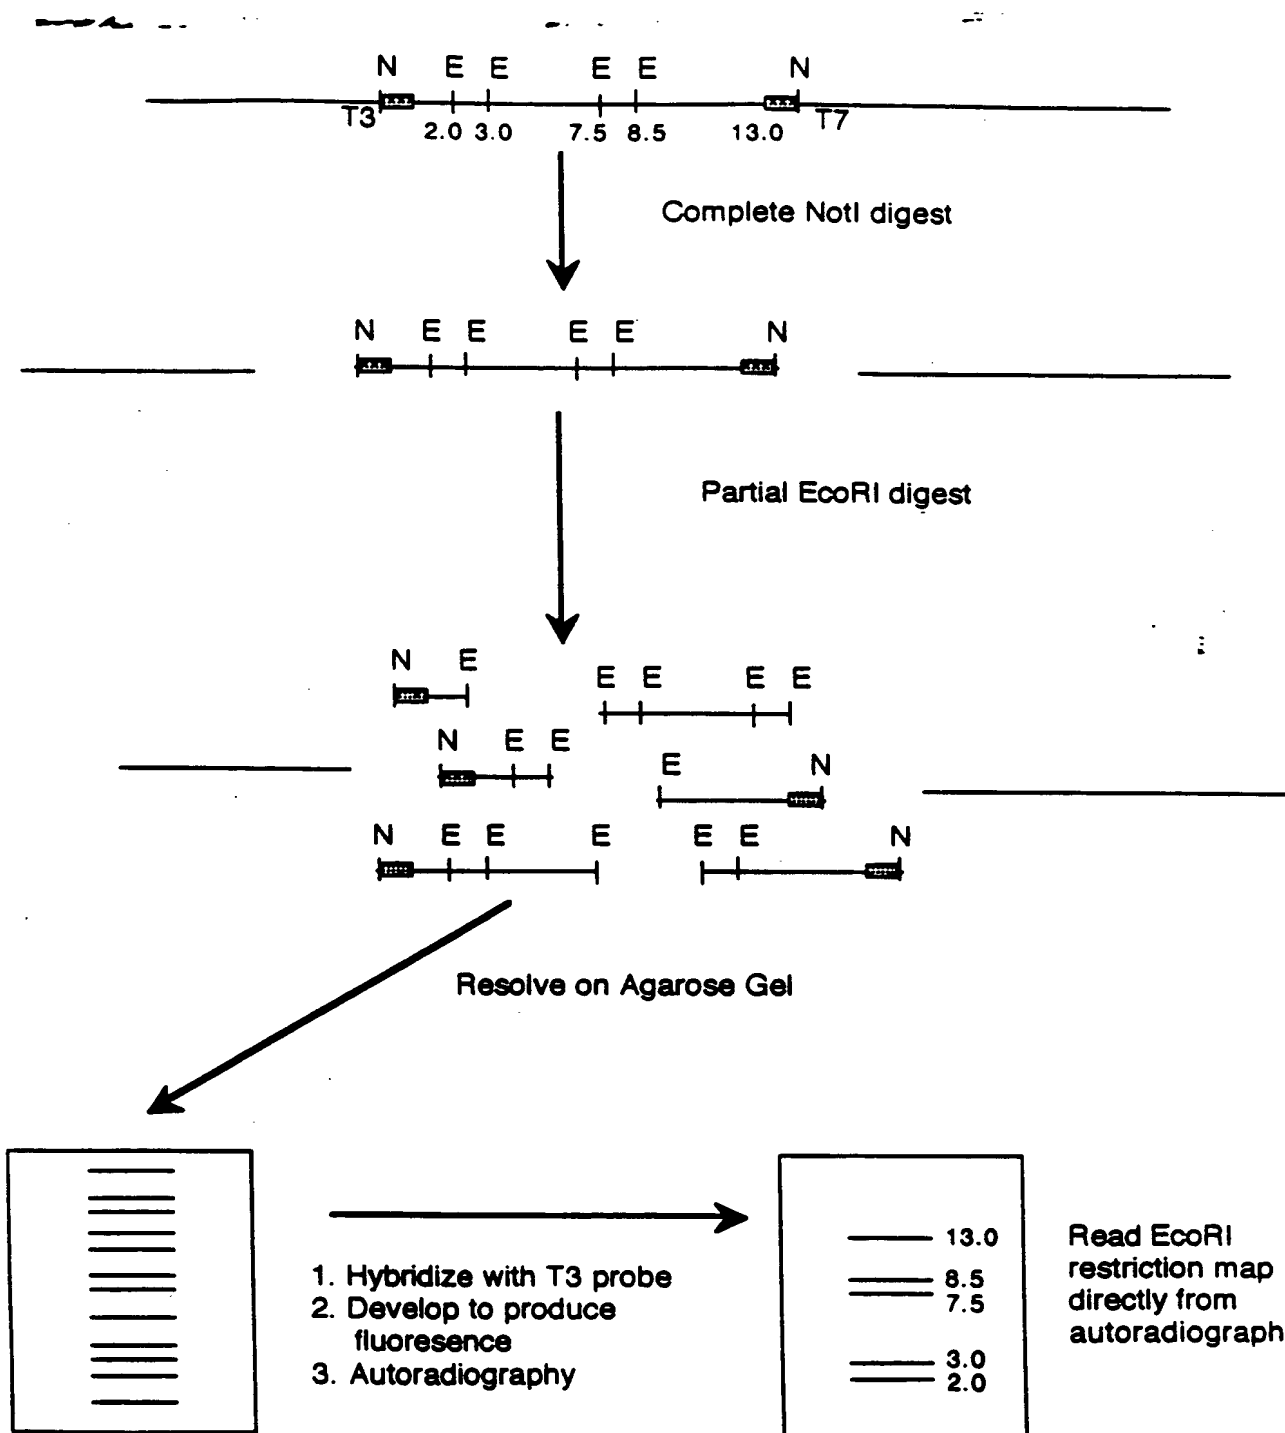 N E E E E N
T3 T7
2.0 3.0 7.5 8.5 13.0
Complete NotI digest
N E E E E N
Partial EcoRI digest
N E
E E E E
N E E
E N
N E E E
E E N
Resolve on Agarose Gel
1. Hybridize with T3 probe
2. Develop to produce
fluoresence
3. Autoradiography
13.0
8.5
7.5
3.0
2.0
Read EcoRI
restriction map
directly from
autoradiograph